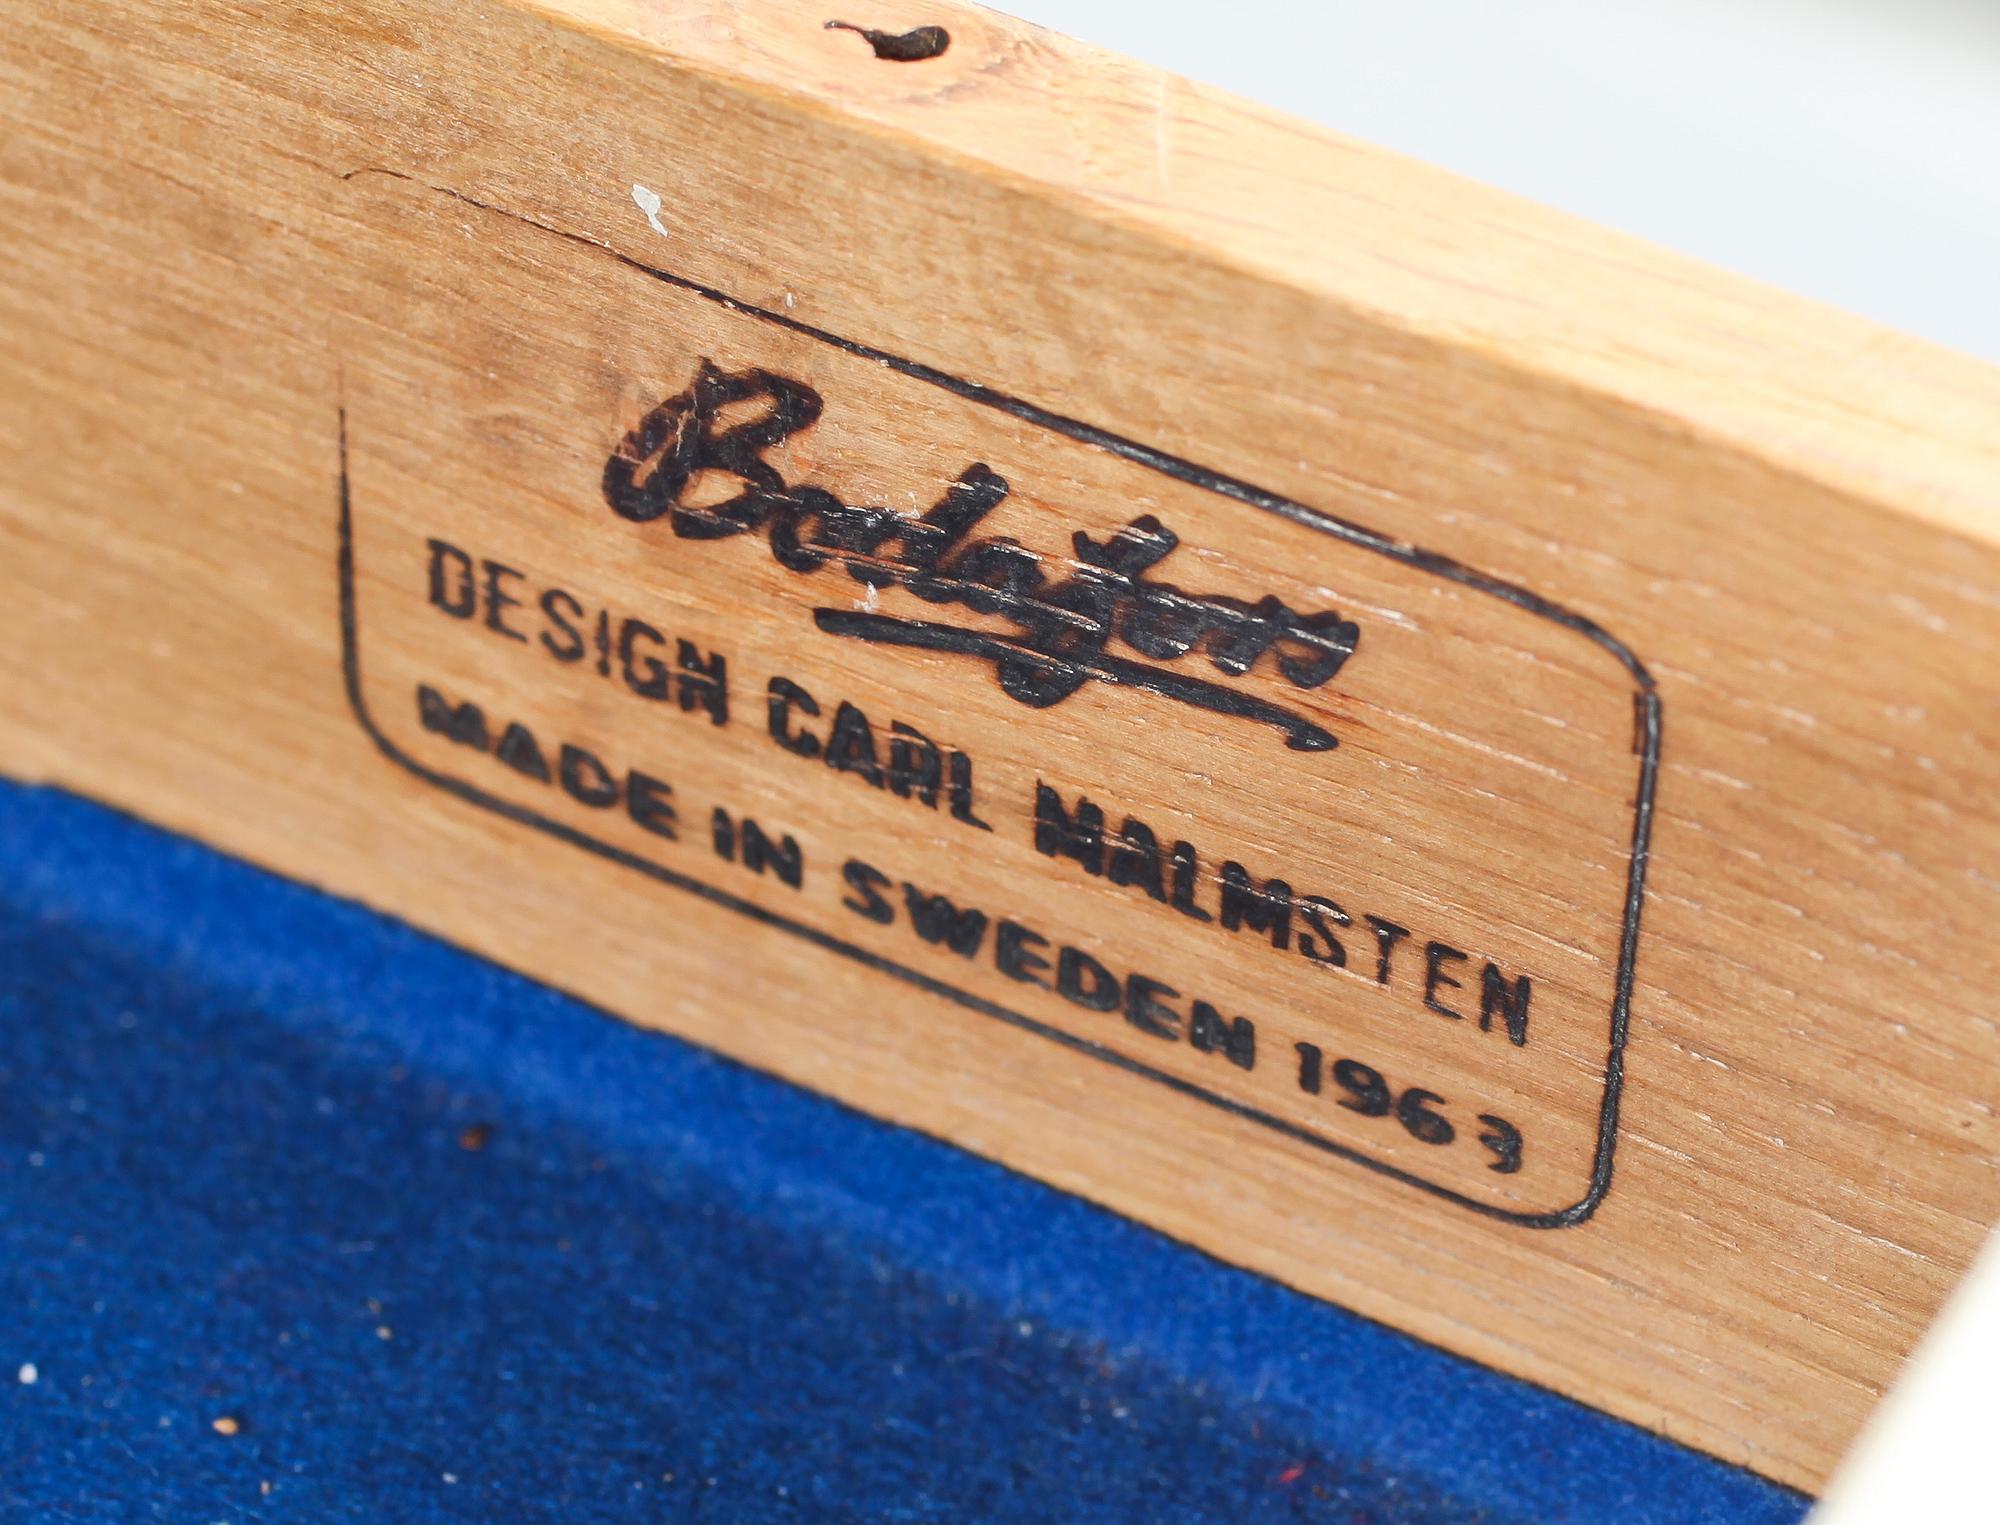 Bodafors
DESIGN CARL MALMSTEN
MADE IN SWEDEN 1963